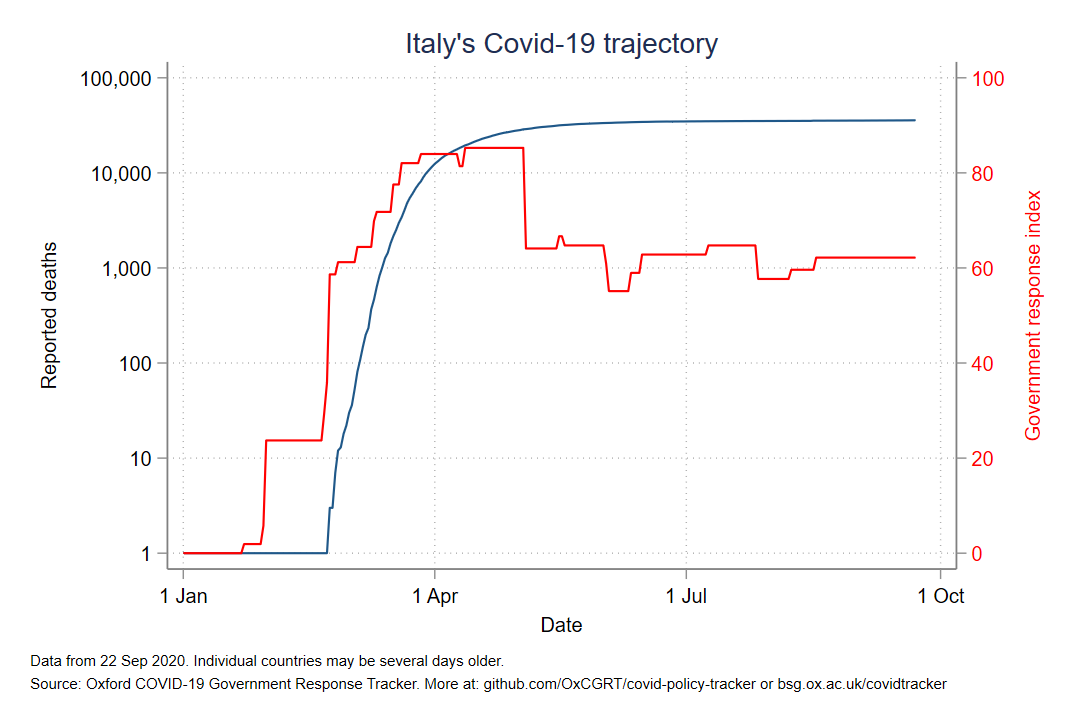 Italy's Covid-19 trajectory
100,000
10,000
1,000
100
10
1
Reported deaths
100
80
60
40
20
0
Government response index
1 Jan
1 Apr
1 Jul
1 Oct
Date
Data from 22 Sep 2020. Individual countries may be several days older.
Source: Oxford COVID-19 Government Response Tracker. More at: github.com/OxCGRT/covid-policy-tracker or bsg.ox.ac.uk/covidtracker